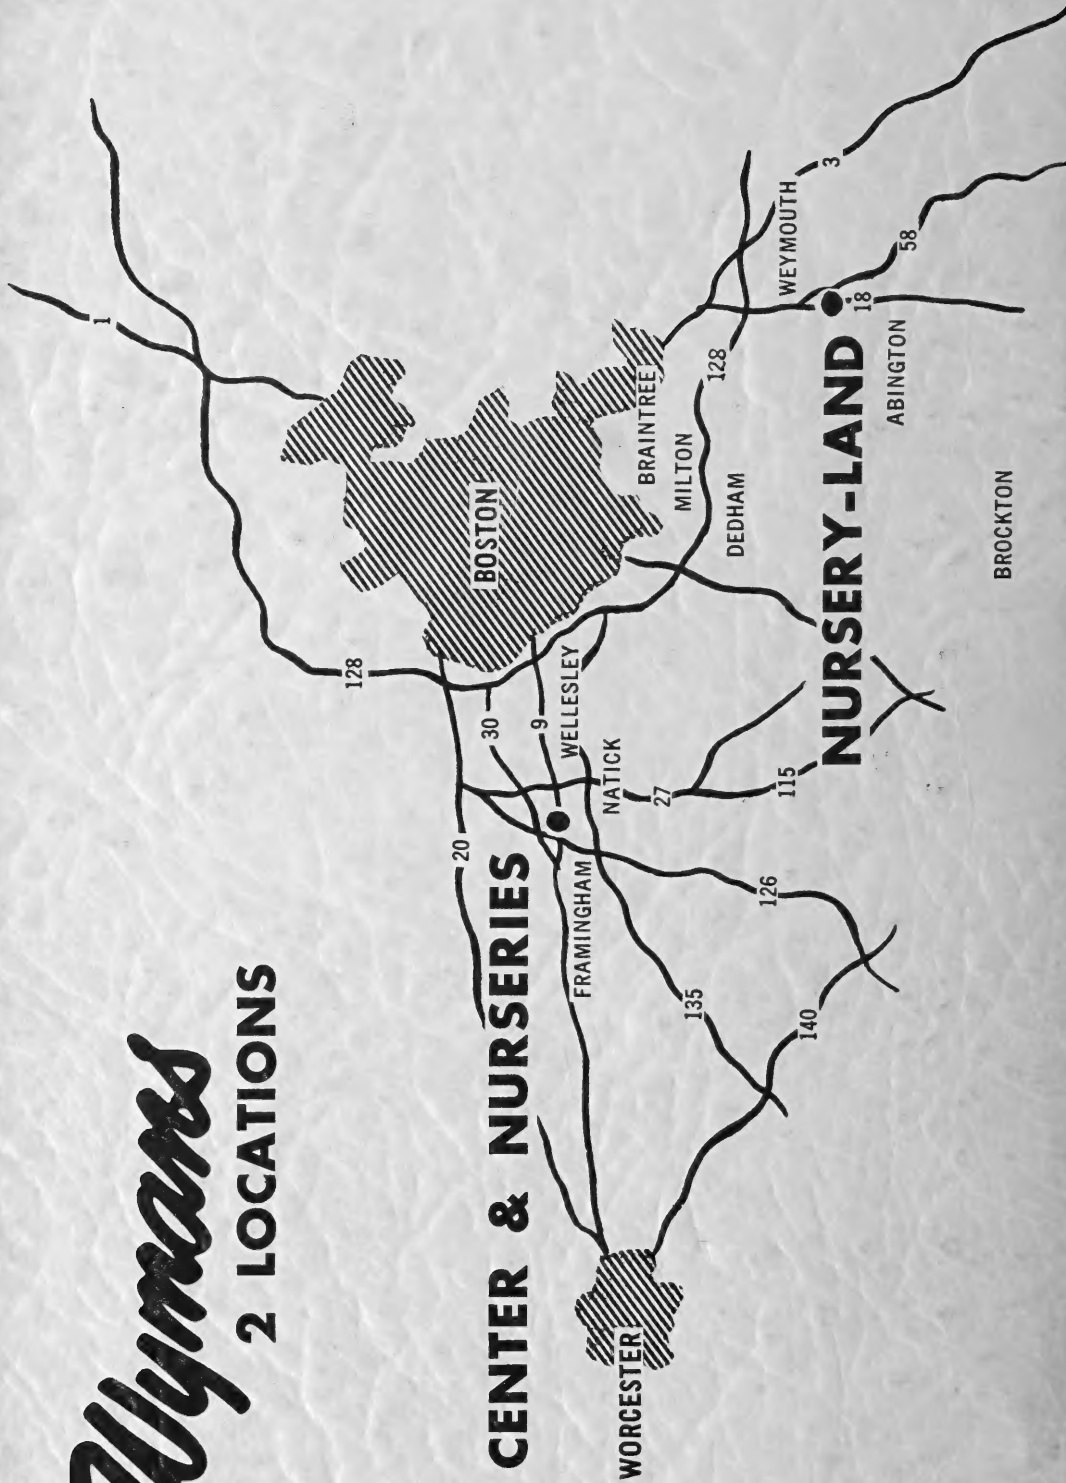 Wymans
2 LOCATIONS
1
128
20
30
9
CENTER & NURSERIES
BOSTON
WELLESLEY
NATICK
FRAMINGHAM
27
WORCESTER
135
126
115
140
BRAINTREE
MILTON
DEDHAM
128
WEYMOUTH
3
NURSERY-LAND
18
58
ABINGTON
BROCKTON